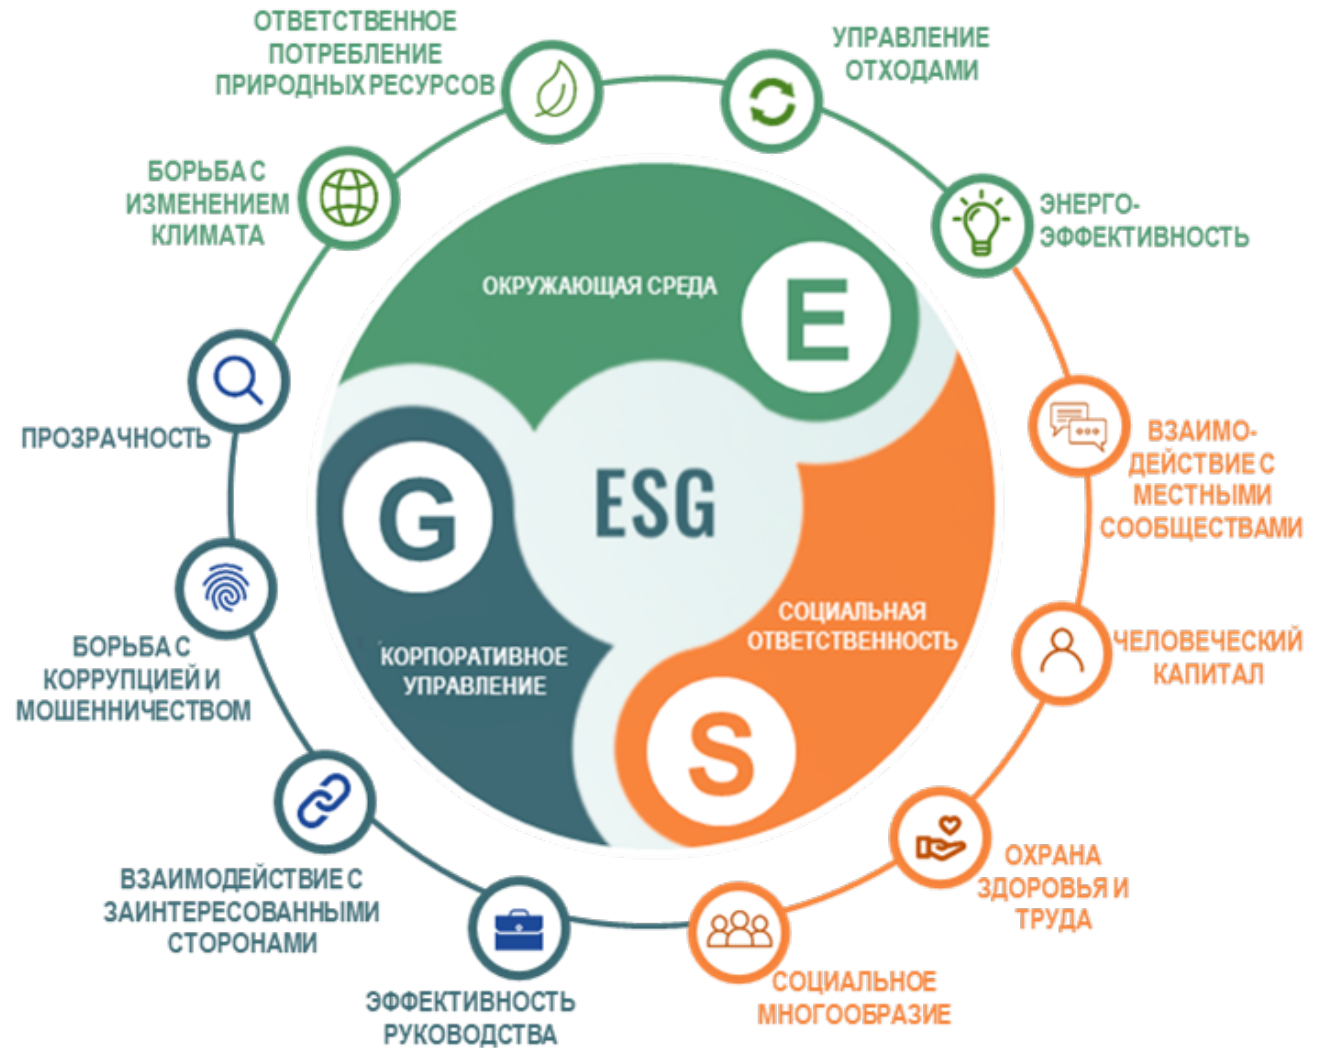 ОТВЕТСТВЕННОЕ
ПОТРЕБЛЕНИЕ
ПРИРОДНЫХ РЕСУРСОВ
УПРАВЛЕНИЕ
ОТХОДАМИ
БОРЬБА С
ИЗМЕНЕНИЕМ
КЛИМАТА
ЭНЕРГО-
ЭФФЕКТИВНОСТЬ
ОКРУЖАЮЩАЯ СРЕДА
E
ПРОЗРАЧНОСТЬ
ВЗАИМО-
ДЕЙСТВИЕ С
МЕСТНЫМИ
СООБЩЕСТВАМИ
G
ESG
СОЦИАЛЬНАЯ
ОТВЕТСТВЕННОСТЬ
КОРПОРАТИВНОЕ
УПРАВЛЕНИЕ
S
БОРЬБА С
КОРРУПЦИЕЙ И
МОШЕННИЧЕСТВОМ
ЧЕЛОВЕЧЕСКИЙ
КАПИТАЛ
ВЗАИМОДЕЙСТВИЕ С
ЗАИНТЕРЕСОВАННЫМИ
СТОРОНАМИ
ОХРАНА
ЗДОРОВЬЯ И
ТРУДА
ЭФФЕКТИВНОСТЬ
РУКОВОДСТВА
СОЦИАЛЬНОЕ
МНОГООБРАЗИЕ